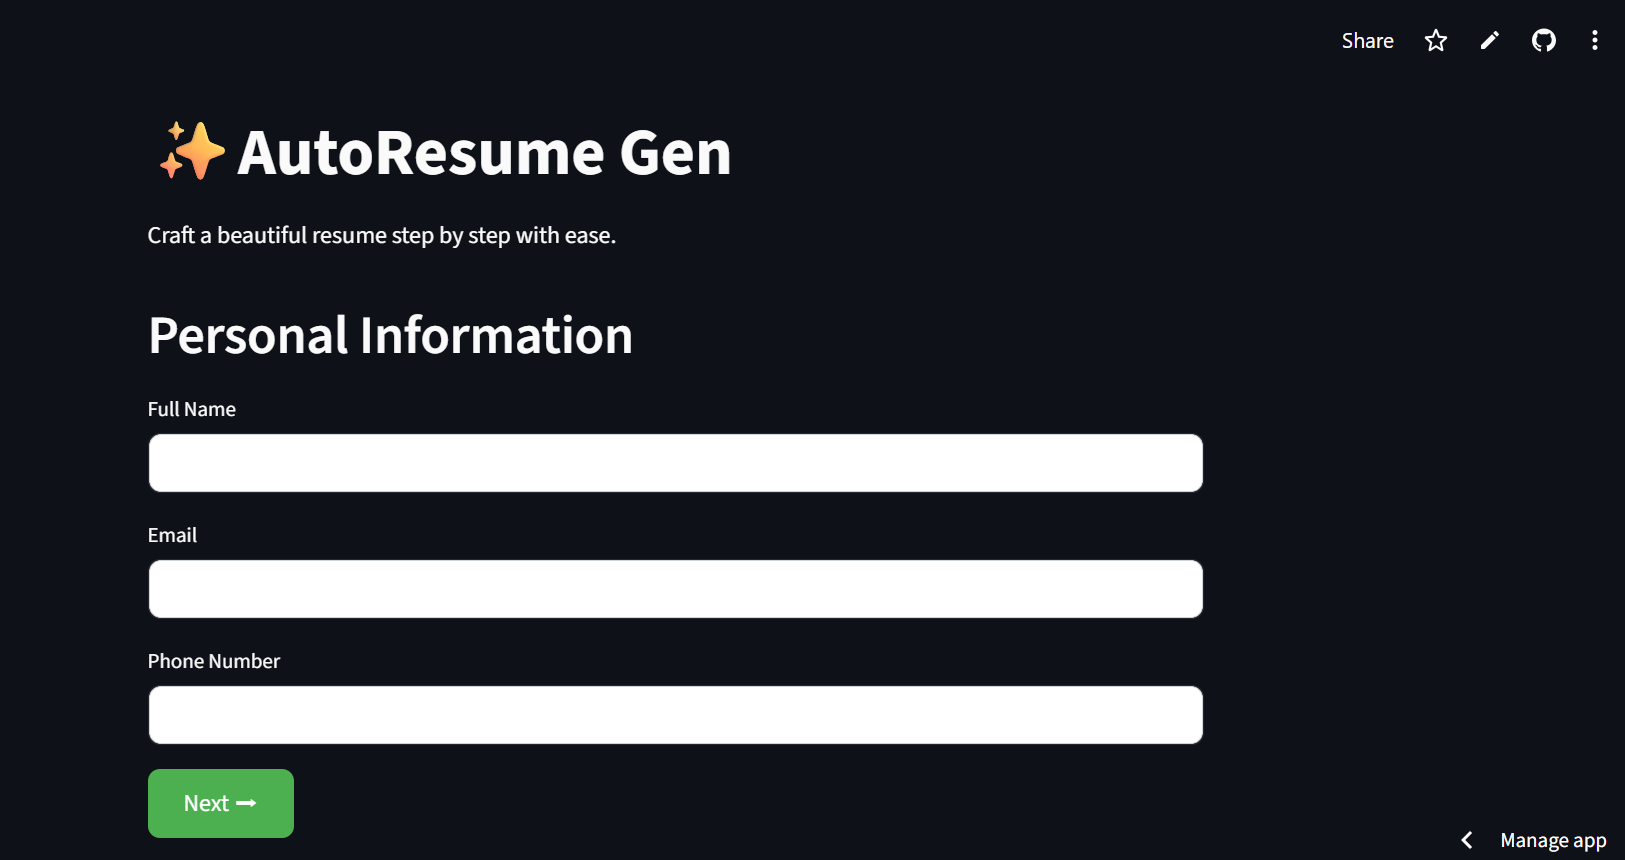 Share
✨ AutoResume Gen
Craft a beautiful resume step by step with ease.
Personal Information
Full Name
Email
Phone Number
Next ➞
Manage app